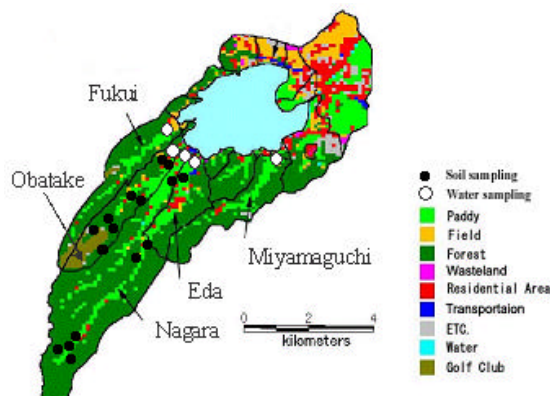 Fukui
Obatake
Eda
Nagara
Miyamaguchi
0 2 4
kilometers
Soil sampling
Water sampling
Paddy
Field
Forest
Wasteland
Residential Area
Transportaion
ETC.
Water
Golf Club